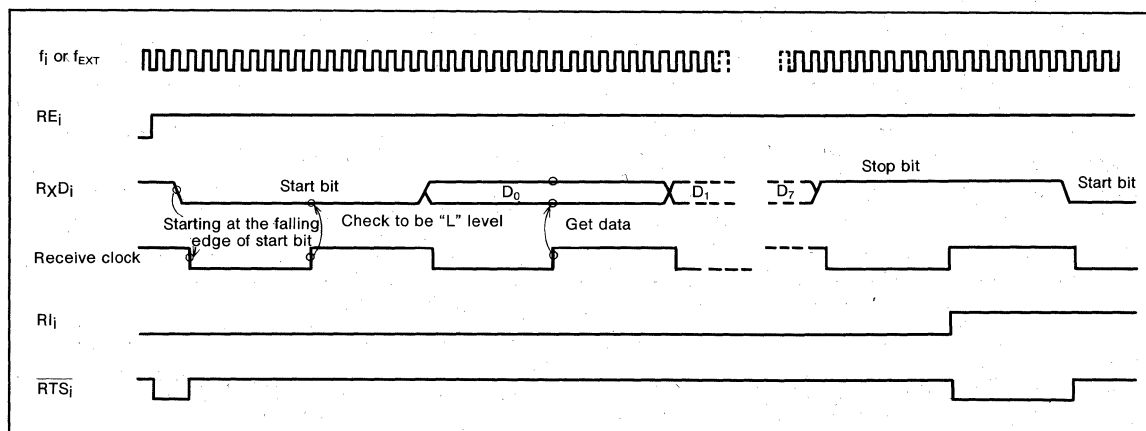 fi or fEXT
REi
RXDi
Start bit
D0
D1
D7
Stop bit
Start bit
Starting at the falling
edge of start bit
Check to be "L" level
Get data
Receive clock
RIi
RTSi